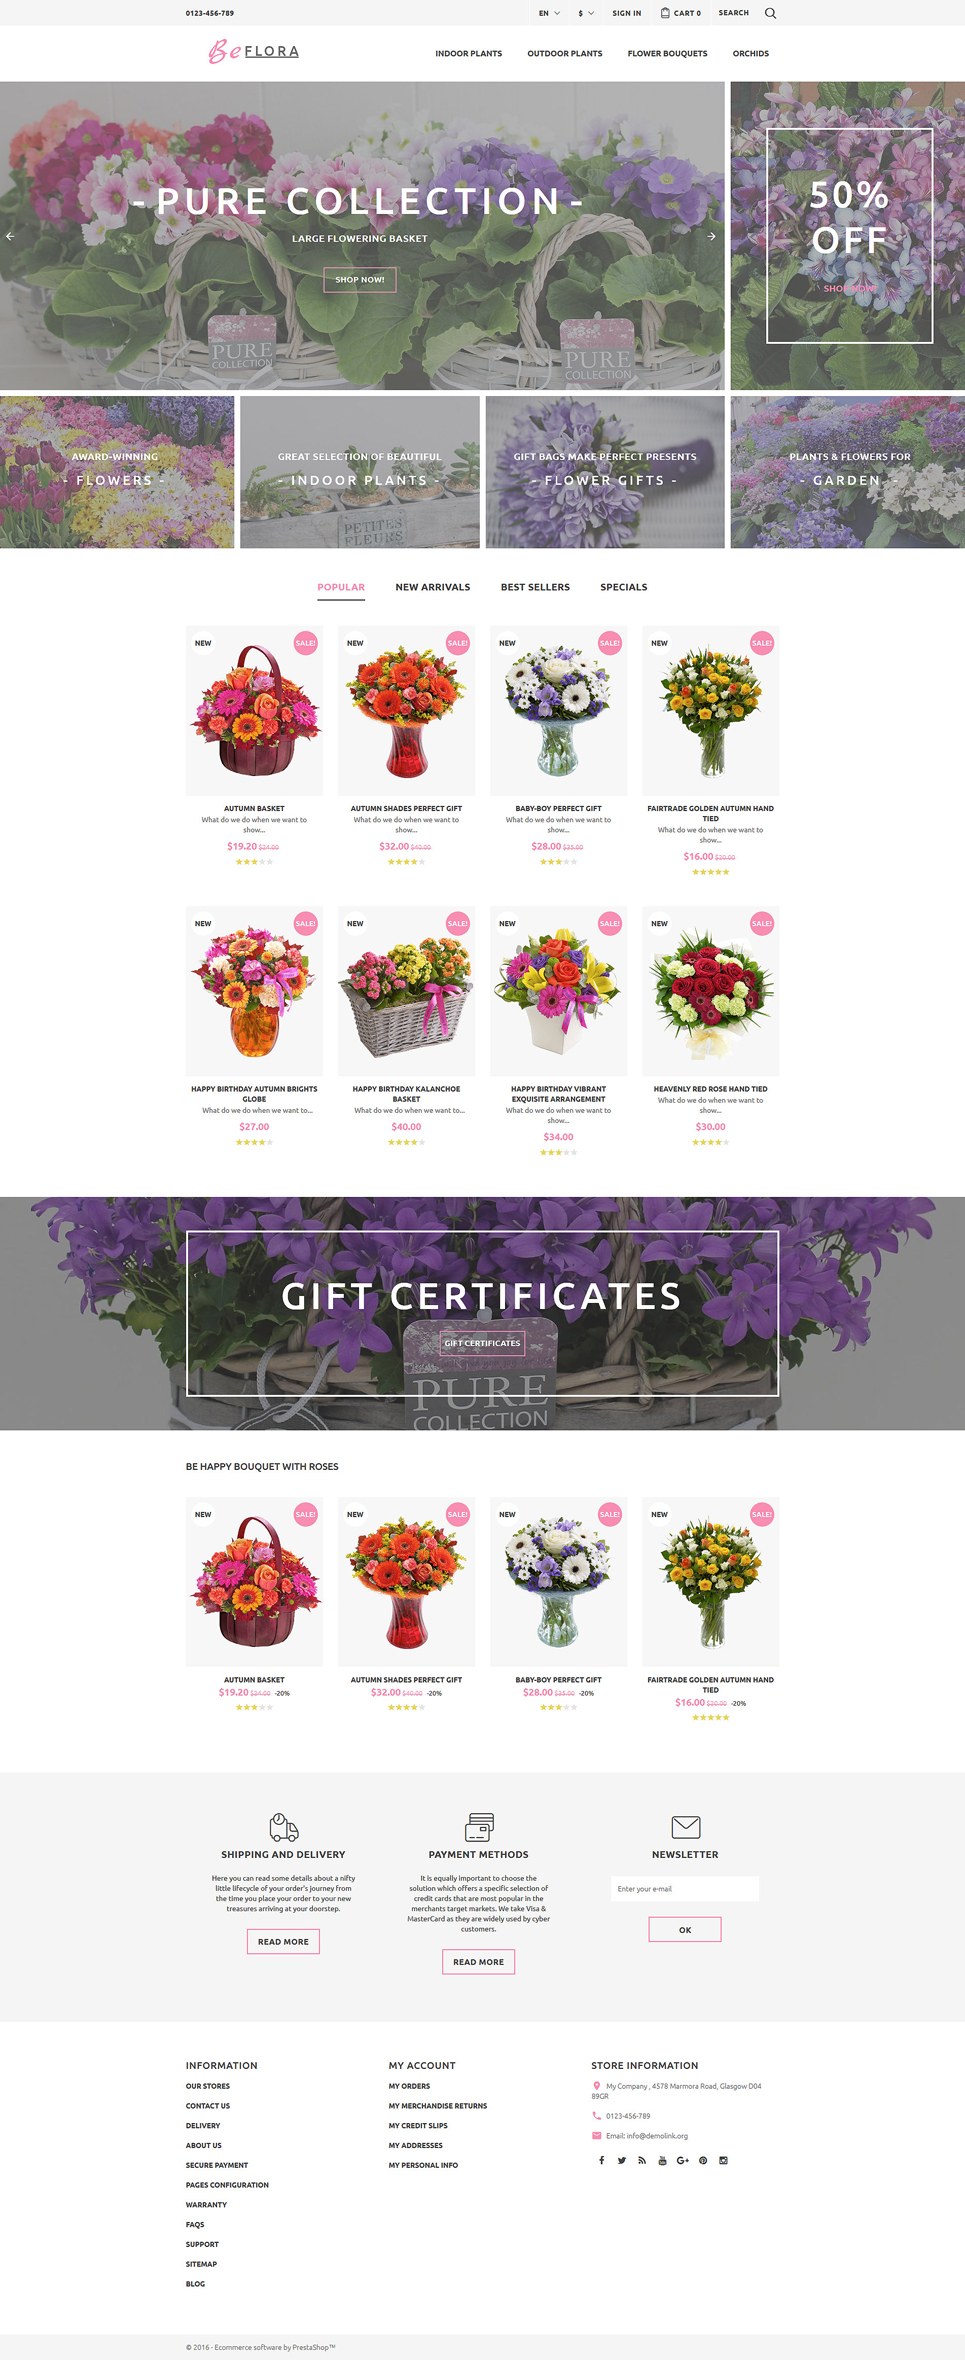 0123-456-789
EN
$
SIGN IN
CART 0
SEARCH
Be FLORA
INDOOR PLANTS
OUTDOOR PLANTS
FLOWER BOUQUETS
ORCHIDS
- PURE COLLECTION -
LARGE FLOWERING BASKET
SHOP NOW!
PURE
COLLECTION
PURE
COLLECTION
50%
OFF
SHOP NOW!
AWARD-WINNING
- FLOWERS -
GREAT SELECTION OF BEAUTIFUL
- INDOOR PLANTS -
PETITES
FLEURS
GIFT BAGS MAKE PERFECT PRESENTS
- FLOWER GIFTS -
PLANTS & FLOWERS FOR
- GARDEN -
POPULAR
NEW ARRIVALS
BEST SELLERS
SPECIALS
NEW
SALE!
AUTUMN BASKET
What do we do when we want to
show...
$19.20 $24.00
NEW
SALE!
AUTUMN SHADES PERFECT GIFT
What do we do when we want to
show...
$32.00 $40.00
NEW
SALE!
BABY-BOY PERFECT GIFT
What do we do when we want to
show...
$28.00 $35.00
NEW
SALE!
FAIRTRADE GOLDEN AUTUMN HAND
TIED
What do we do when we want to
show...
$16.00 $20.00
NEW
SALE!
HAPPY BIRTHDAY AUTUMN BRIGHTS
GLOBE
What do we do when we want to...
$27.00
NEW
SALE!
HAPPY BIRTHDAY KALANCHOE
BASKET
What do we do when we want to...
$40.00
NEW
SALE!
HAPPY BIRTHDAY VIBRANT
EXQUISITE ARRANGEMENT
What do we do when we want to
show...
$34.00
NEW
SALE!
HEAVENLY RED ROSE HAND TIED
What do we do when we want to
show...
$30.00
GIFT CERTIFICATES
GIFT CERTIFICATES
PURE
COLLECTION
BE HAPPY BOUQUET WITH ROSES
NEW
SALE!
AUTUMN BASKET
$19.20 $24.00 -20%
NEW
SALE!
AUTUMN SHADES PERFECT GIFT
$32.00 $40.00 -20%
NEW
SALE!
BABY-BOY PERFECT GIFT
$28.00 $35.00 -20%
NEW
SALE!
FAIRTRADE GOLDEN AUTUMN HAND
TIED
$16.00 $20.00 -20%
SHIPPING AND DELIVERY
Here you can read some details about a nifty
little lifecycle of your order's journey from
the time you place your order to your new
treasures arriving at your doorstep.
READ MORE
PAYMENT METHODS
It is equally important to choose the
solution which offers a specific selection of
credit cards that are most popular in the
merchants target markets. We take Visa &
MasterCard as they are widely used by cyber
customers.
READ MORE
NEWSLETTER
Enter your e-mail
OK
INFORMATION
OUR STORES
CONTACT US
DELIVERY
ABOUT US
SECURE PAYMENT
PAGES CONFIGURATION
WARRANTY
FAQS
SUPPORT
SITEMAP
BLOG
MY ACCOUNT
MY ORDERS
MY MERCHANDISE RETURNS
MY CREDIT SLIPS
MY ADDRESSES
MY PERSONAL INFO
STORE INFORMATION
My Company , 4578 Marmora Road, Glasgow D04
89GR
0123-456-789
Email: info@demolink.org
© 2016 - Ecommerce software by PrestaShop™